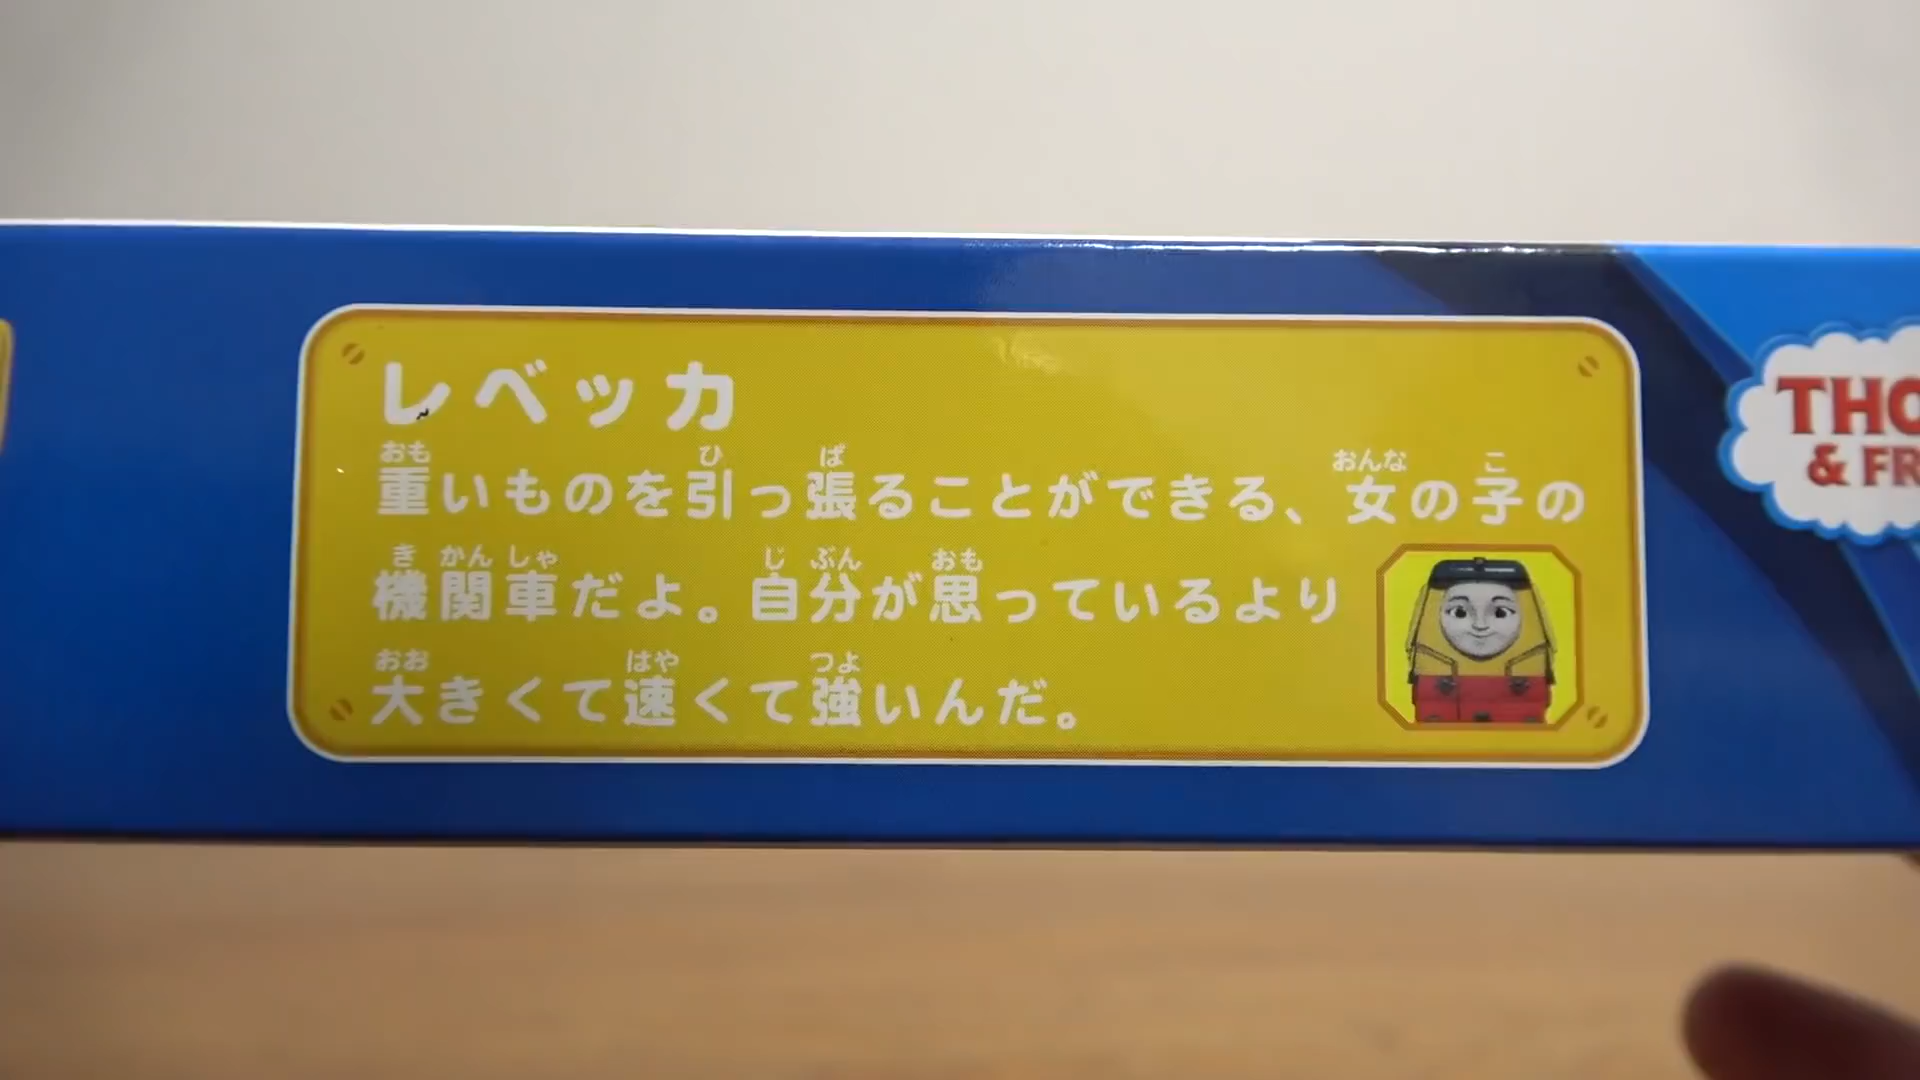 レベッカ
重いものを引っ張ることができる、女の子の
機関車だよ。自分が思っているより
大きくて速くて強いんだ。
おも ひ ぱ おんな こ
き かん しゃ じ ぶん おも
おお はや つよ
&